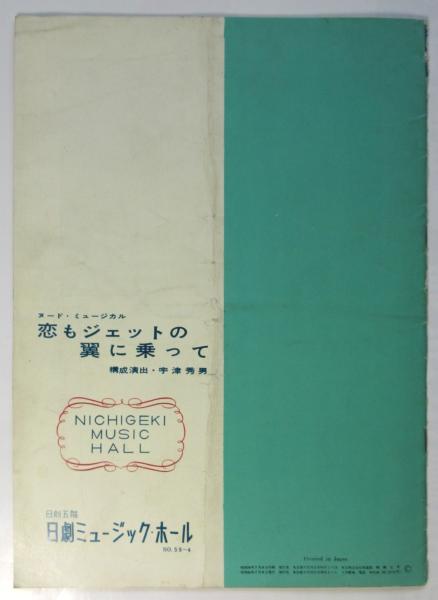 ヌード・ミュージカル
恋もジェットの
翼に乗って
構成演出・宇津秀男
NICHIGEKI
MUSIC
HALL
日劇五階
日劇ミュージック・ホール
NO. 59-4
Printed in Japan